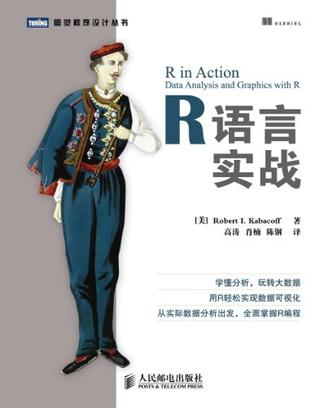 TURING 图灵程序设计丛书
MANNING
R in Action
Data Analysis and Graphics with R
R语言
实战
[美] Robert I. Kabacoff 著
高涛 肖楠 陈钢 译
学懂分析，玩转大数据
用R轻松实现数据可视化
从实际数据分析出发，全面掌握R编程
人民邮电出版社
POSTS & TELECOM PRESS